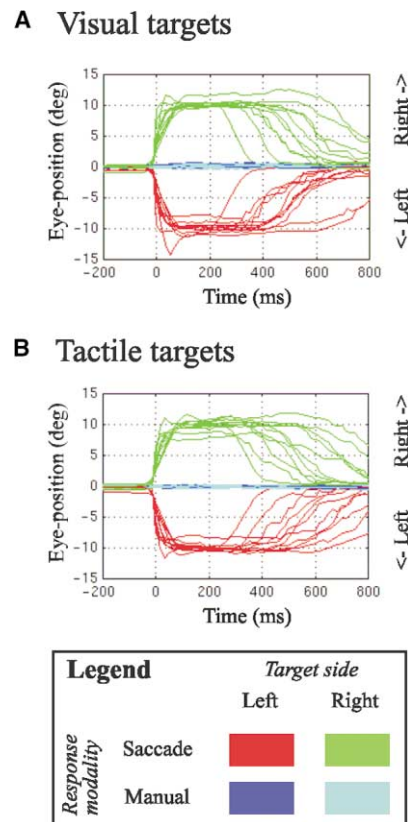 A Visual targets
15
10
5
0
-5
-10
-15
Eye-position (deg)
-200 0 200 400 600 800
Time (ms)
Right ->
<- Left
B Tactile targets
15
10
5
0
-5
-10
-15
Eye-position (deg)
-200 0 200 400 600 800
Time (ms)
Right ->
<- Left
Legend Target side
Left Right
Response
modality
Saccade
Manual